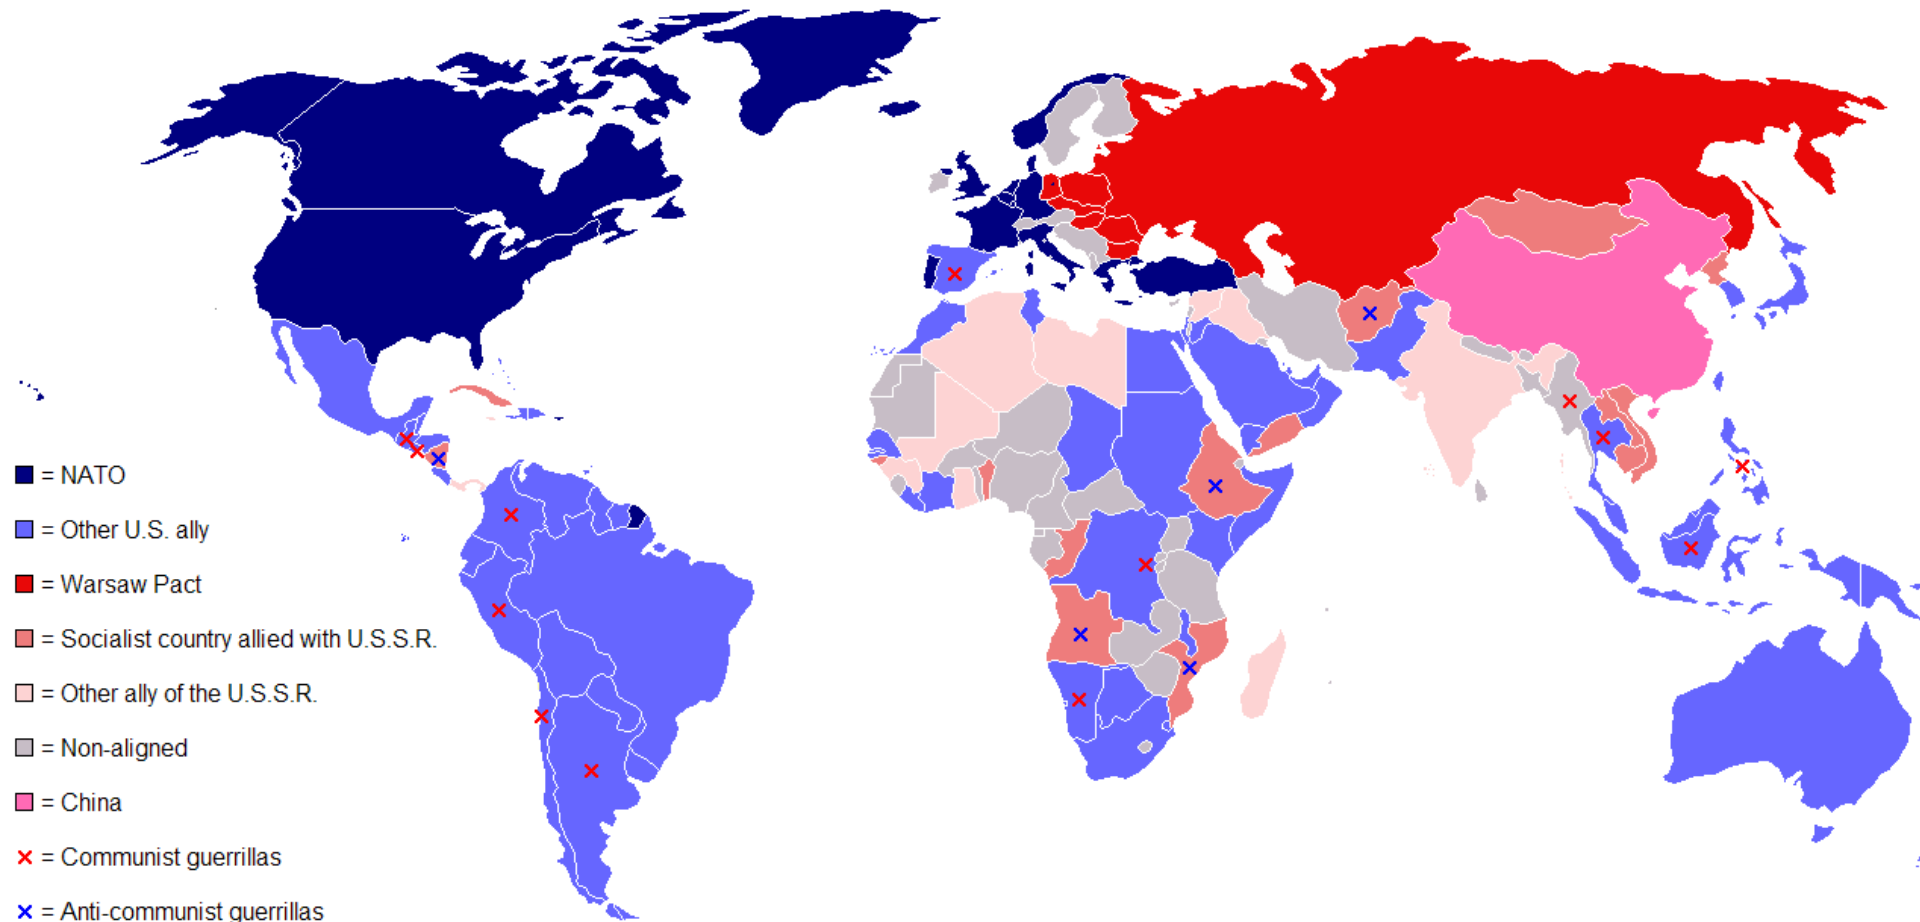 = NATO
= Other U.S. ally
= Warsaw Pact
= Socialist country allied with U.S.S.R.
= Other ally of the U.S.S.R.
= Non-aligned
= China
= Communist guerrillas
= Anti-communist guerrillas